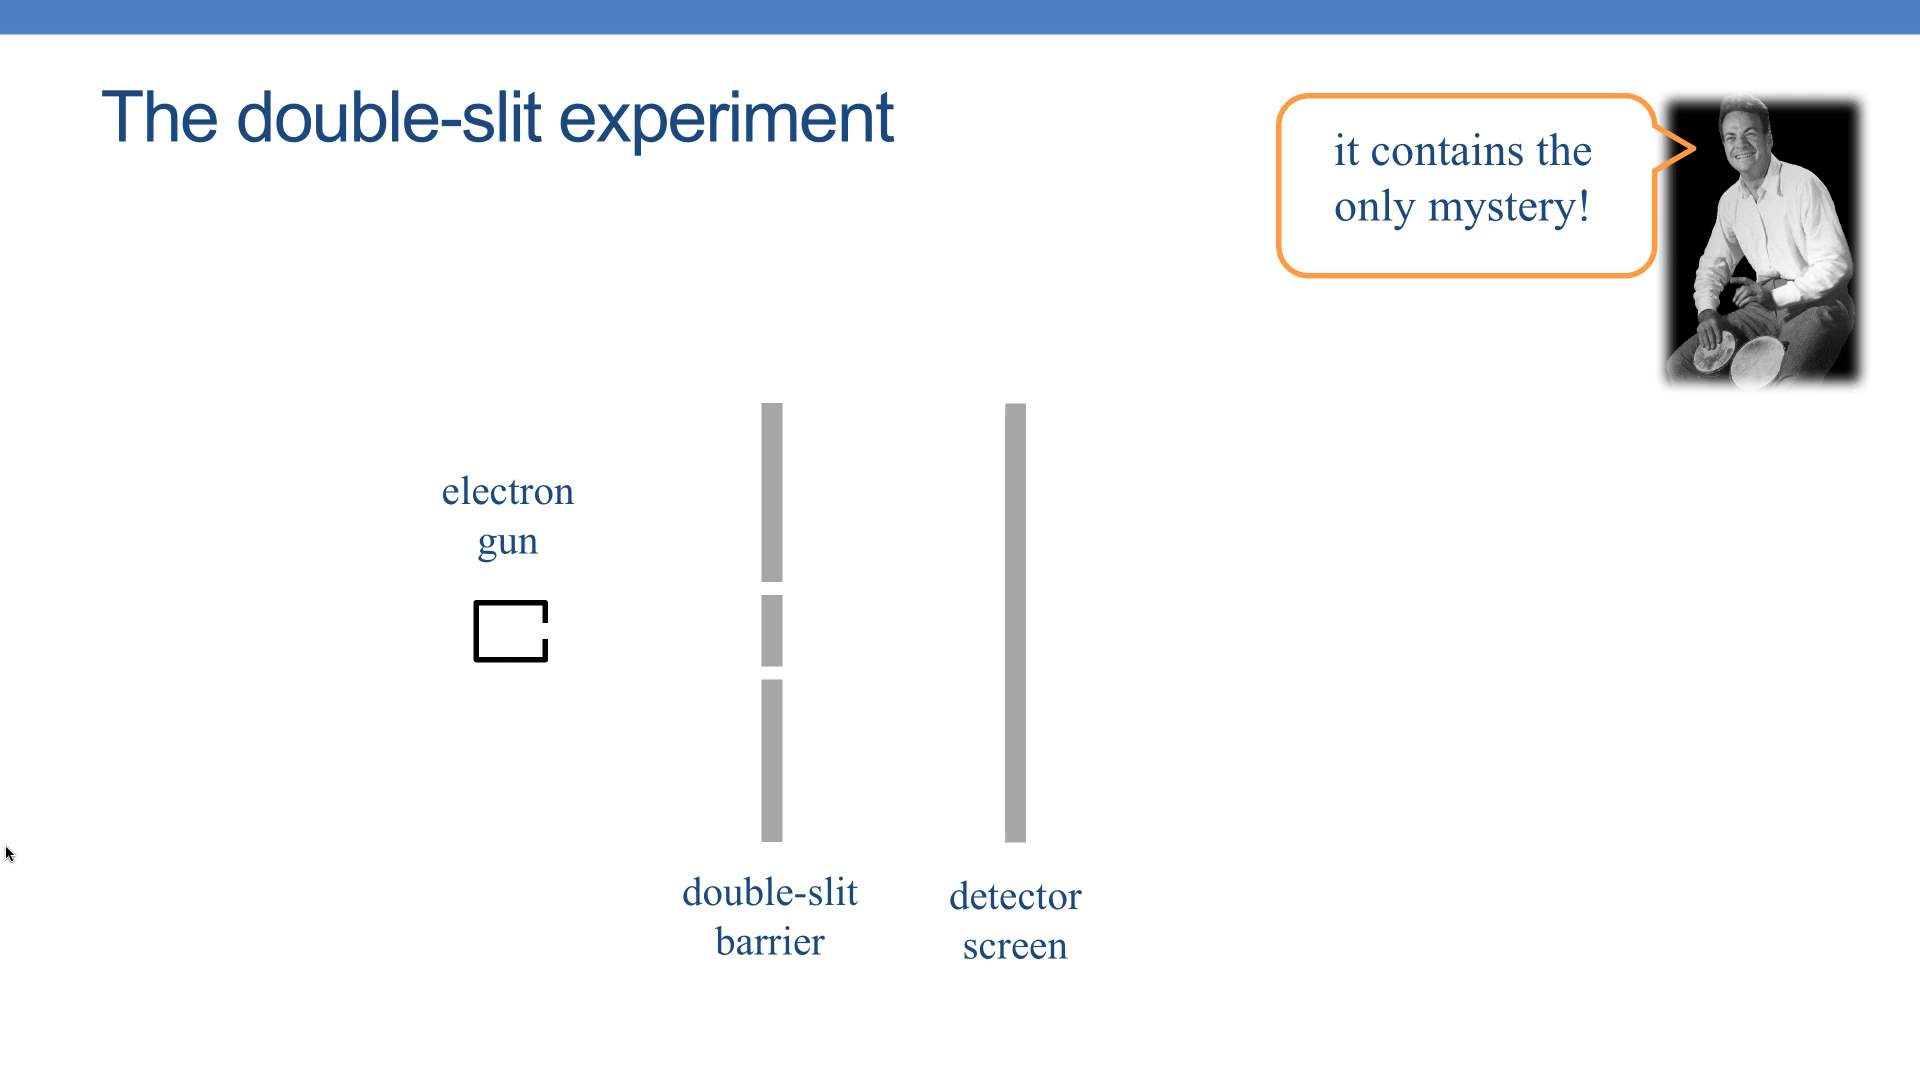 The double-slit experiment
it contains the
only mystery!
electron
gun
double-slit
barrier
detector
screen